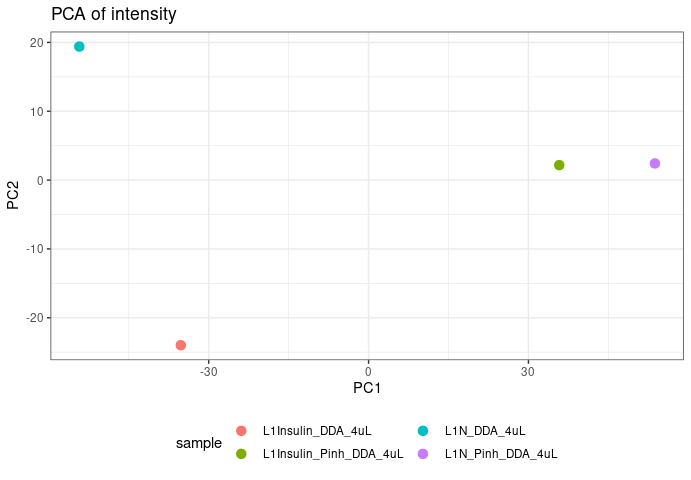 PCA of intensity
20
10
0
-10
-20
PC2
-30 0 30
PC1
sample
L1Insulin_DDA_4uL L1N_DDA_4uL
L1Insulin_Pinh_DDA_4uL L1N_Pinh_DDA_4uL